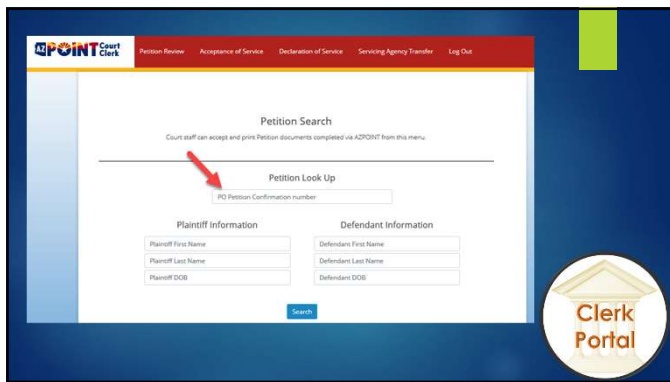 AZPOINT Court Clerk
Petition Review Acceptance of Service Declaration of Service Servicing Agency Transfer Log Out
Petition Search
Court staff can accept and print Petition documents completed via AZPOINT from this menu.
Petition Look Up
PO Petition Confirmation number
Plaintiff Information
Defendant Information
Plaintiff First Name
Defendant First Name
Plaintiff Last Name
Defendant Last Name
Plaintiff DOB
Defendant DOB
Search
Clerk
Portal